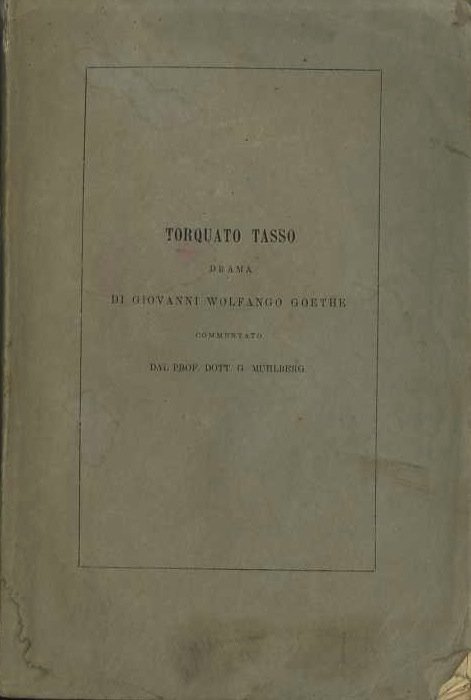 TORQUATO TASSO
DRAMA
DI GIOVANNI WOLFANGO GOETHE
COMMENTATO
DAL PROF. DOTT. G. MUHLBERG.